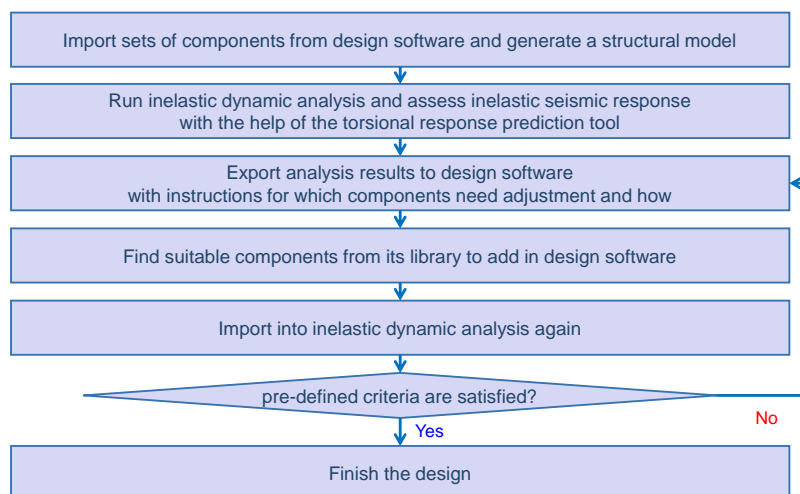 Import sets of components from design software and generate a structural model
Run inelastic dynamic analysis and assess inelastic seismic response
with the help of the torsional response prediction tool
Export analysis results to design software
with instructions for which components need adjustment and how
Find suitable components from its library to add in design software
Import into inelastic dynamic analysis again
pre-defined criteria are satisfied?
No
Yes
Finish the design